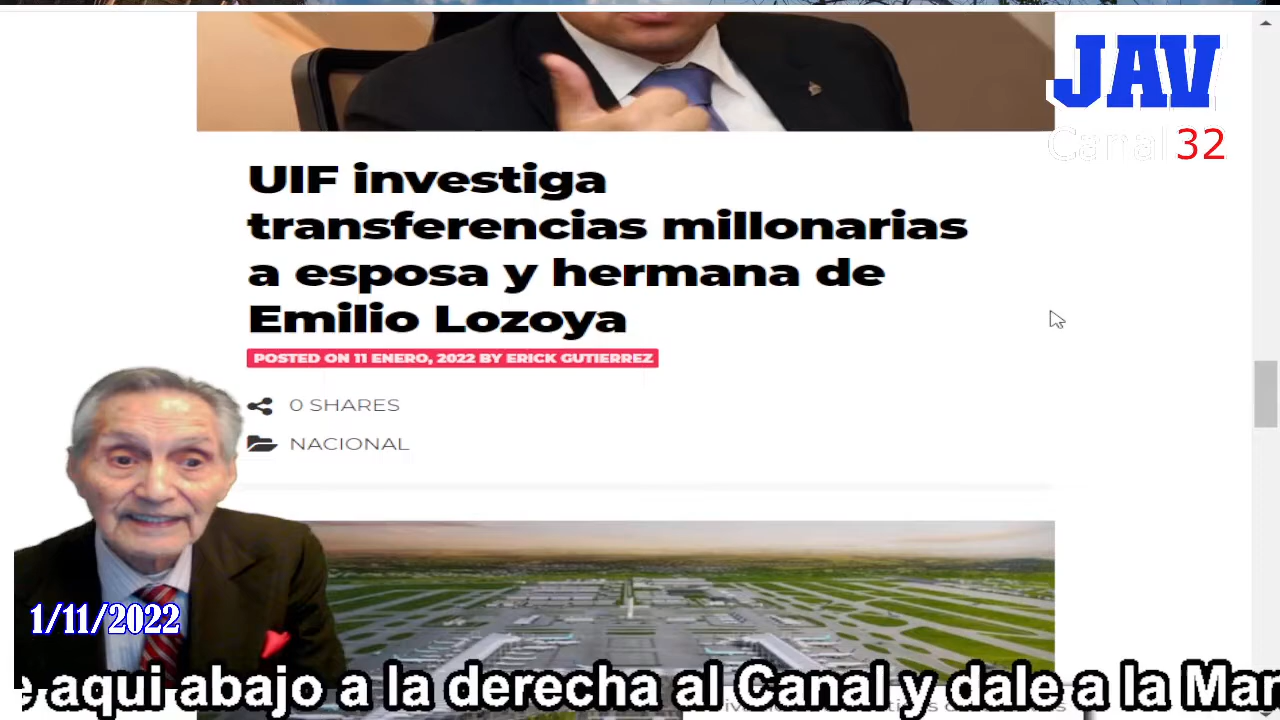 JAV
Canal 32
UIF investiga
transferencias millonarias
a esposa y hermana de
Emilio Lozoya
POSTED ON 11 ENERO, 2022 BY ERICK GUTIERREZ
0 SHARES
NACIONAL
1/11/2022
e aqui abajo a la derecha al Canal y dale a la Man